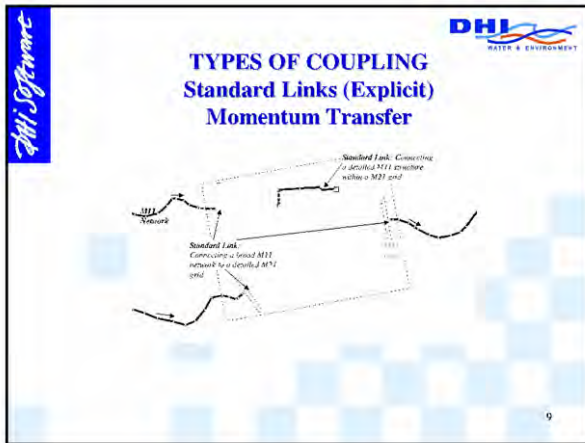 DHI Software
DHI
WATER & ENVIRONMENT
TYPES OF COUPLING
Standard Links (Explicit)
Momentum Transfer
Standard Link: Connecting
a detailed M11 structure
within a M21 grid
M11
Network
Standard Link:
Connecting a broad M11
network to a detailed M21
grid
9